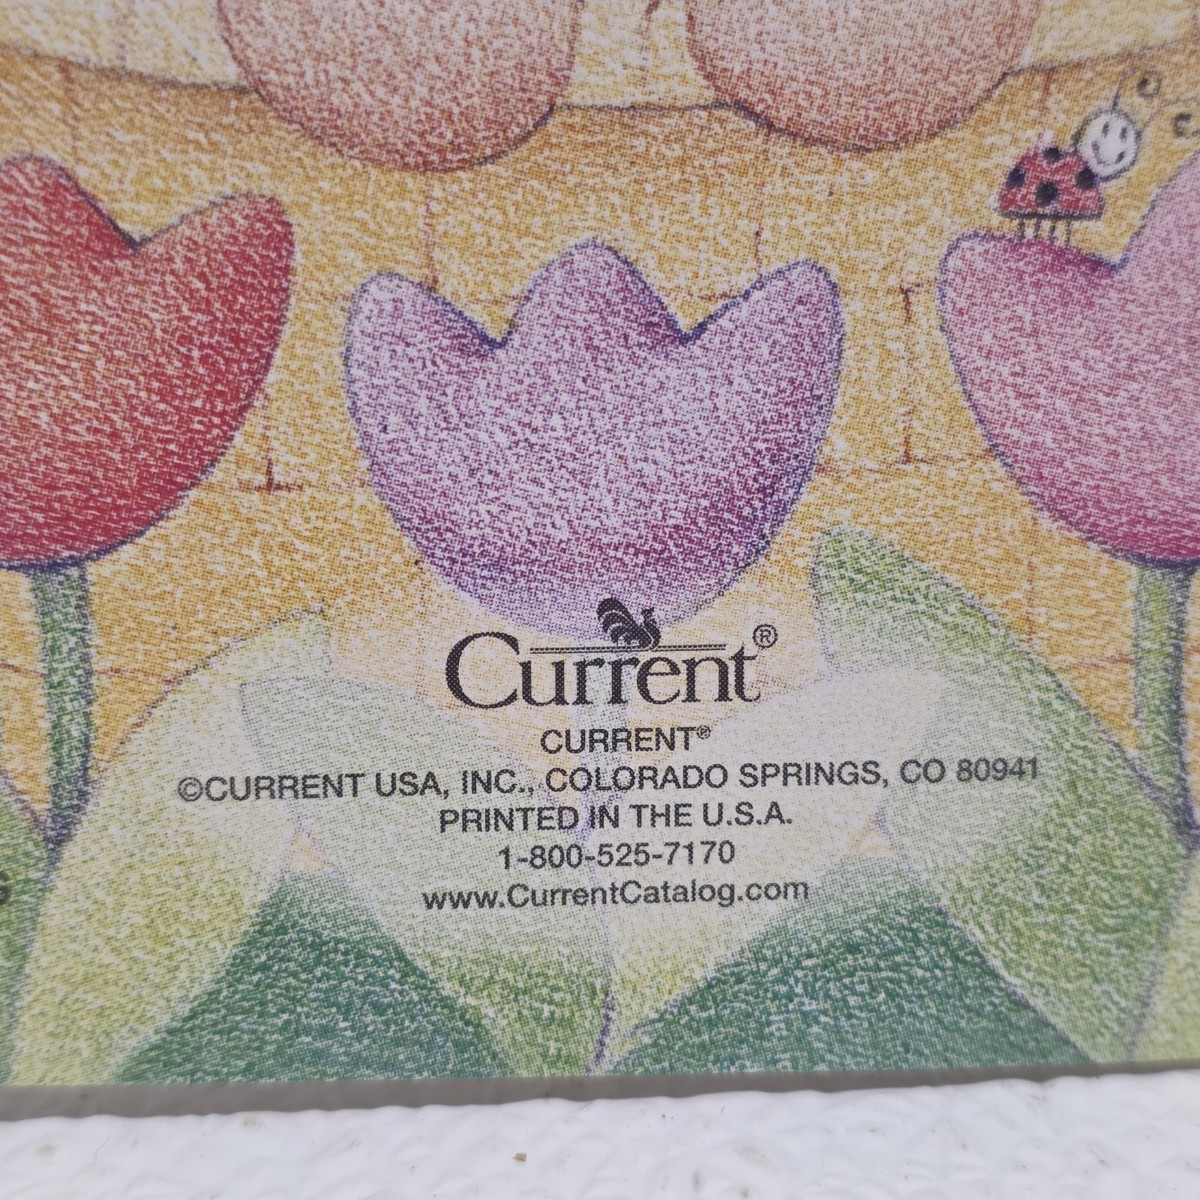 Current®
CURRENT®
©CURRENT USA, INC., COLORADO SPRINGS, CO 80941
PRINTED IN THE U.S.A.
1-800-525-7170
www.CurrentCatalog.com